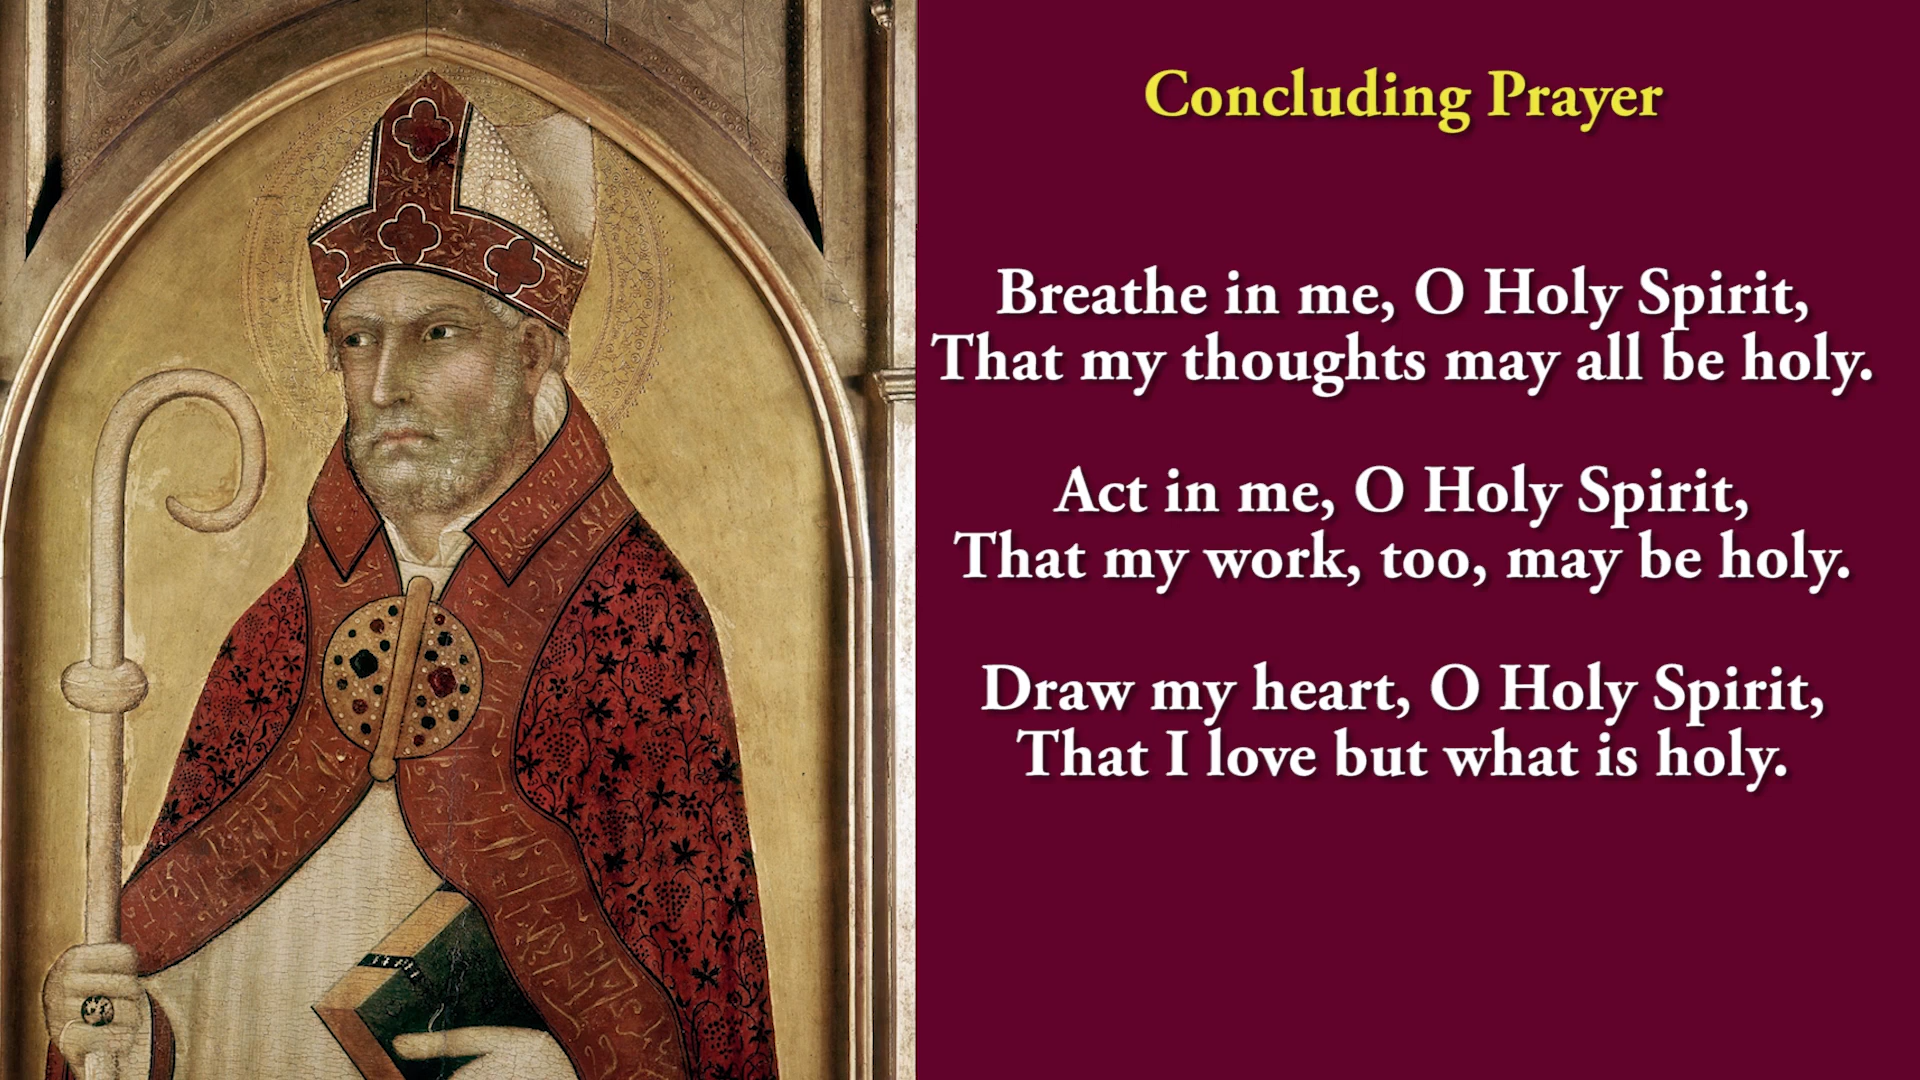 Concluding Prayer
Breathe in me, O Holy Spirit,
That my thoughts may all be holy.
Act in me, O Holy Spirit,
That my work, too, may be holy.
Draw my heart, O Holy Spirit,
That I love but what is holy.